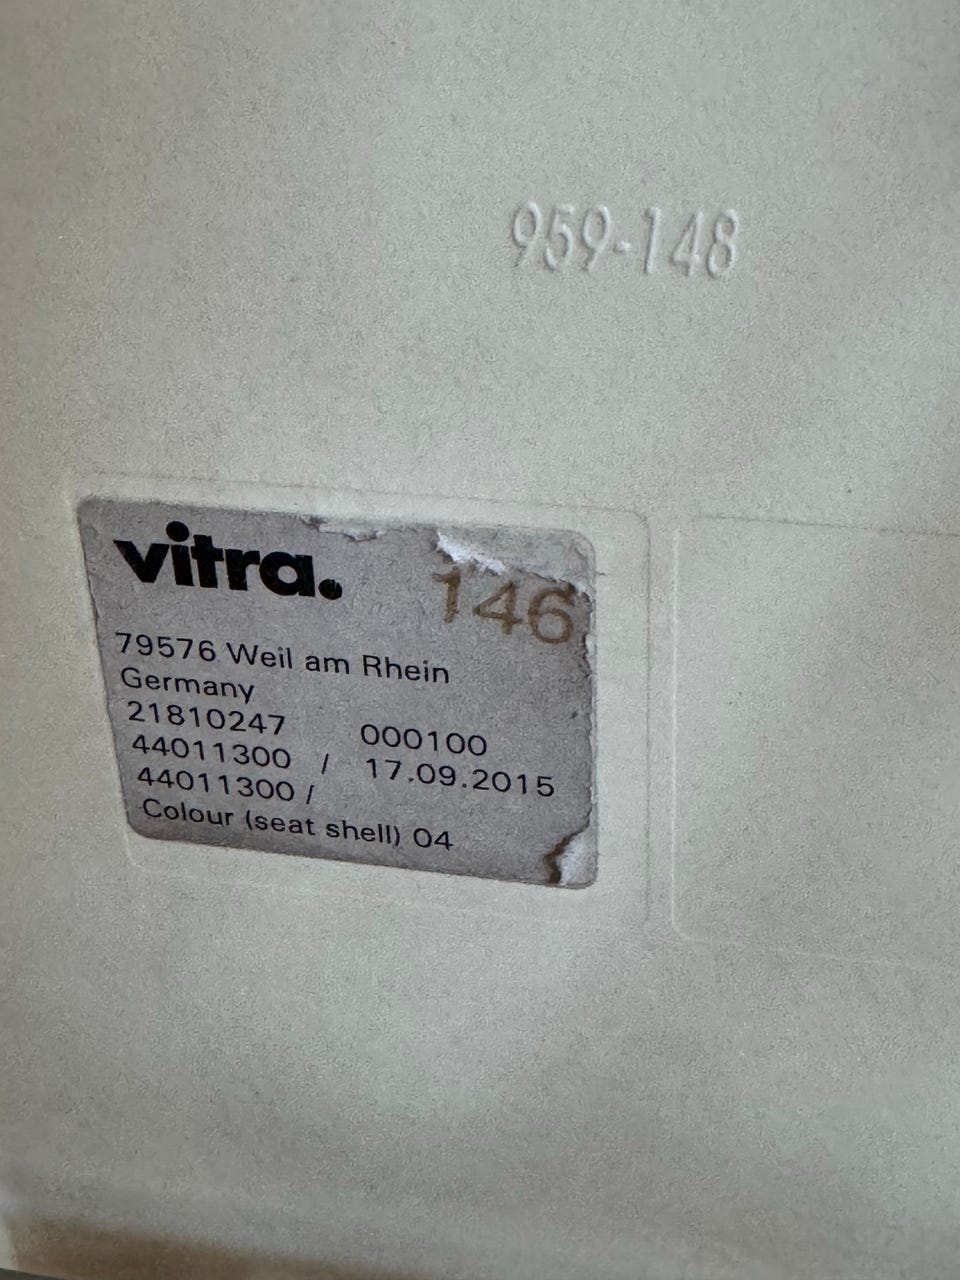 959-148
vitra.
146
79576 Weil am Rhein
Germany
21810247 000100
44011300 / 17.09.2015
44011300 /
Colour (seat shell) 04